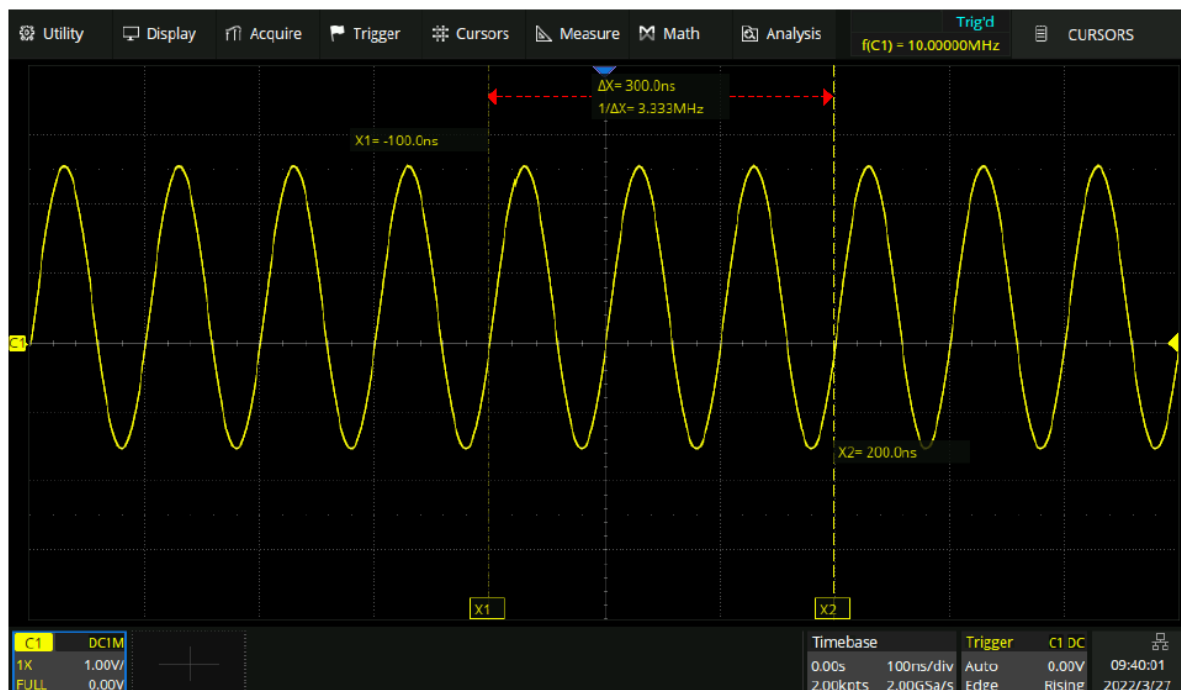 Utility Display Acquire Trigger Cursors Measure Math Analysis
Trig'd
f(C1) = 10.00000MHz
CURSORS
ΔX= 300.0ns
1/ΔX= 3.333MHz
X1= -100.0ns
C1
X2= 200.0ns
X1 X2
C1 DC1M
1X 1.00V/
FULL 0.00V
Timebase
0.00s 100ns/div
2.00kpts 2.00GSa/s
Trigger C1 DC
Auto 0.00V
Edge Rising
09:40:01
2022/3/27